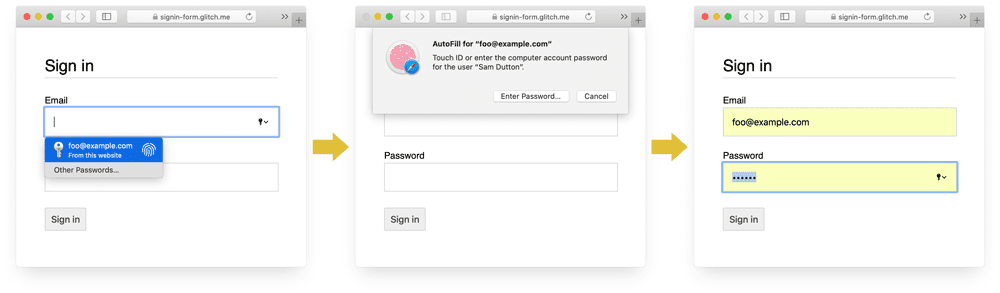 signin-form.glitch.me
Sign in
Email
foo@example.com
From this website
Other Passwords...
Sign in
signin-form.glitch.me
AutoFill for “foo@example.com”
Touch ID or enter the computer account password
for the user “Sam Dutton”.
Enter Password...
Cancel
Password
Sign in
signin-form.glitch.me
Sign in
Email
foo@example.com
Password
••••••
Sign in